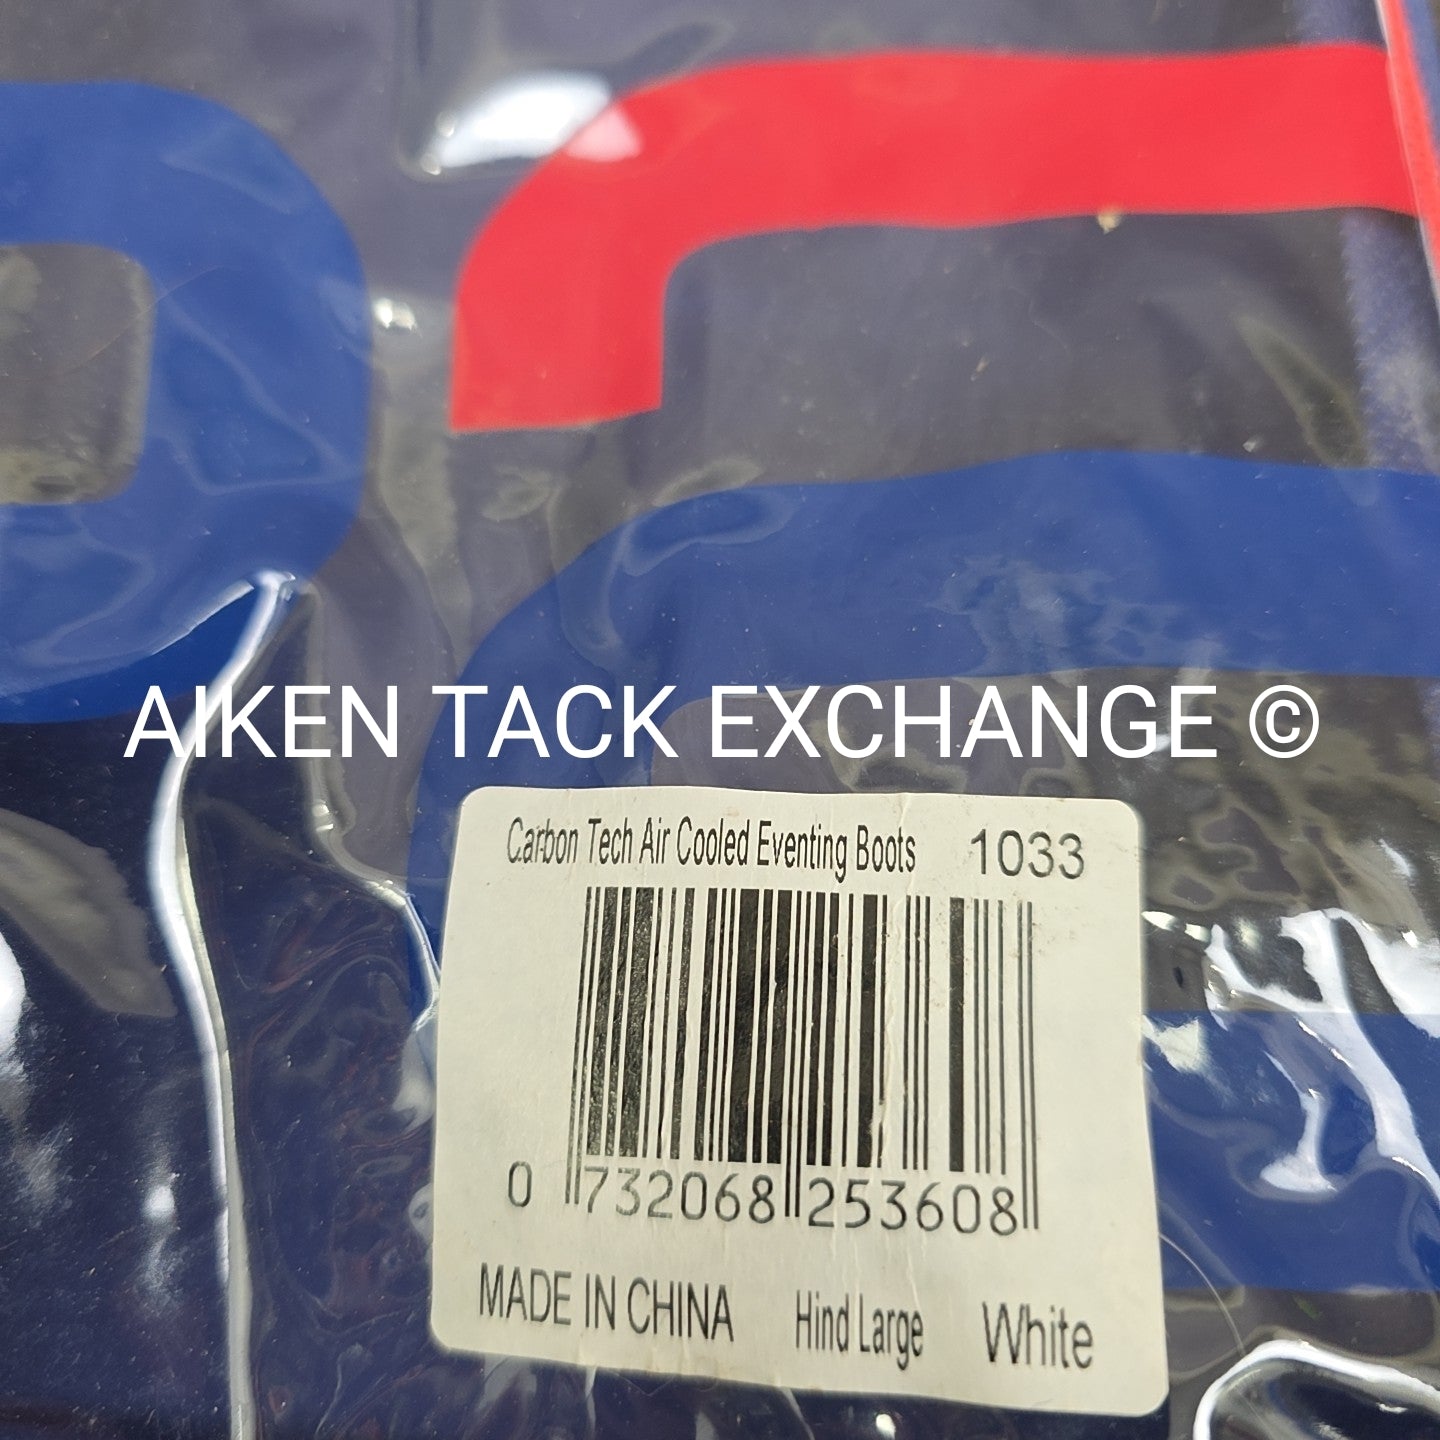 AIKEN TACK EXCHANGE ©
Carbon Tech Air Cooled Eventing Boots 1033
0 732068 253608
MADE IN CHINA Hind Large White